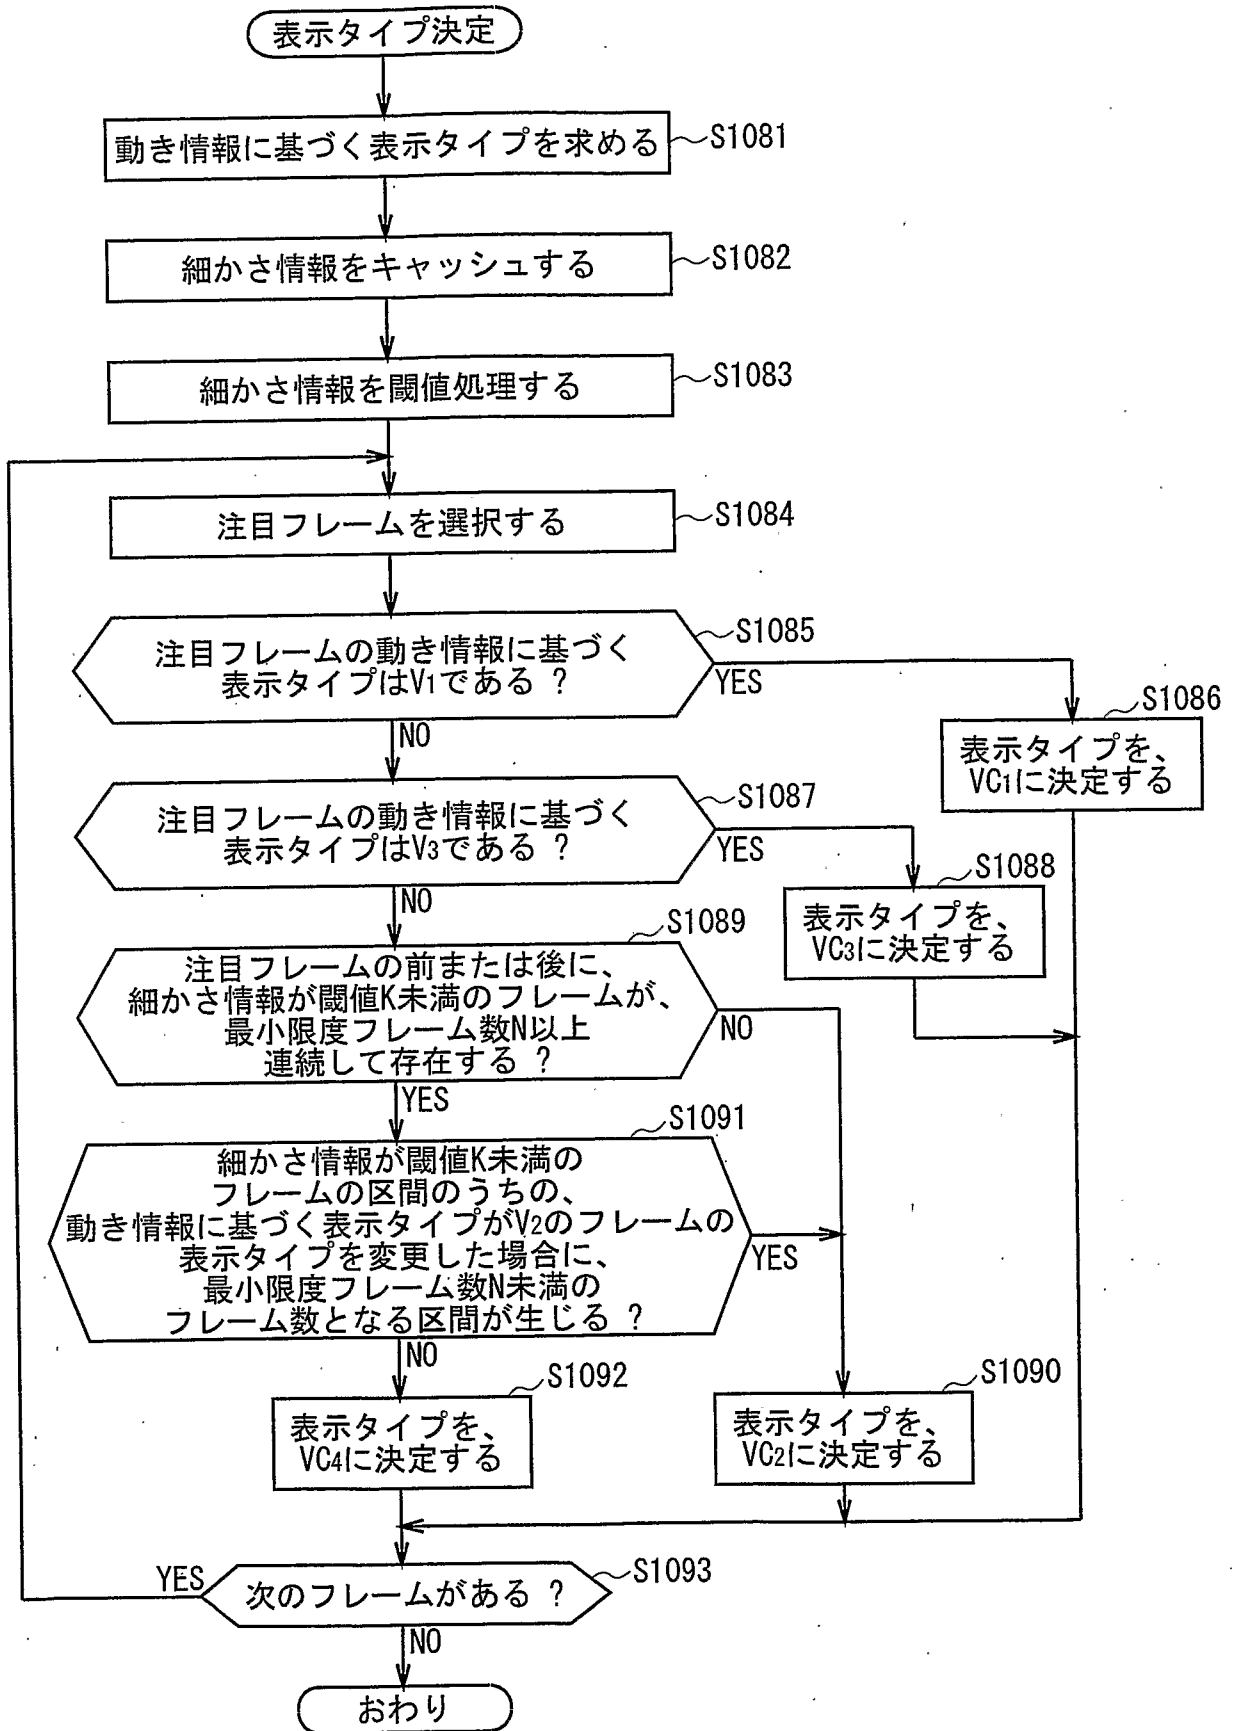 表示タイプ決定
動き情報に基づく表示タイプを求める
S1081
細かさ情報をキャッシュする
S1082
細かさ情報を閾値処理する
S1083
注目フレームを選択する
S1084
注目フレームの動き情報に基づく
表示タイプはV1である ?
S1085
YES
NO
S1086
表示タイプを、
VC1に決定する
注目フレームの動き情報に基づく
表示タイプはV3である ?
S1087
YES
NO
S1088
表示タイプを、
VC3に決定する
S1089
注目フレームの前または後に、
細かさ情報が閾値K未満のフレームが、
最小限度フレーム数N以上
連続して存在する ?
NO
YES
S1091
細かさ情報が閾値K未満の
フレームの区間のうちの、
動き情報に基づく表示タイプがV2のフレームの
表示タイプを変更した場合に、
最小限度フレーム数N未満の
フレーム数となる区間が生じる ?
YES
NO
S1092
表示タイプを、
VC4に決定する
S1090
表示タイプを、
VC2に決定する
YES
次のフレームがある ?
S1093
NO
おわり